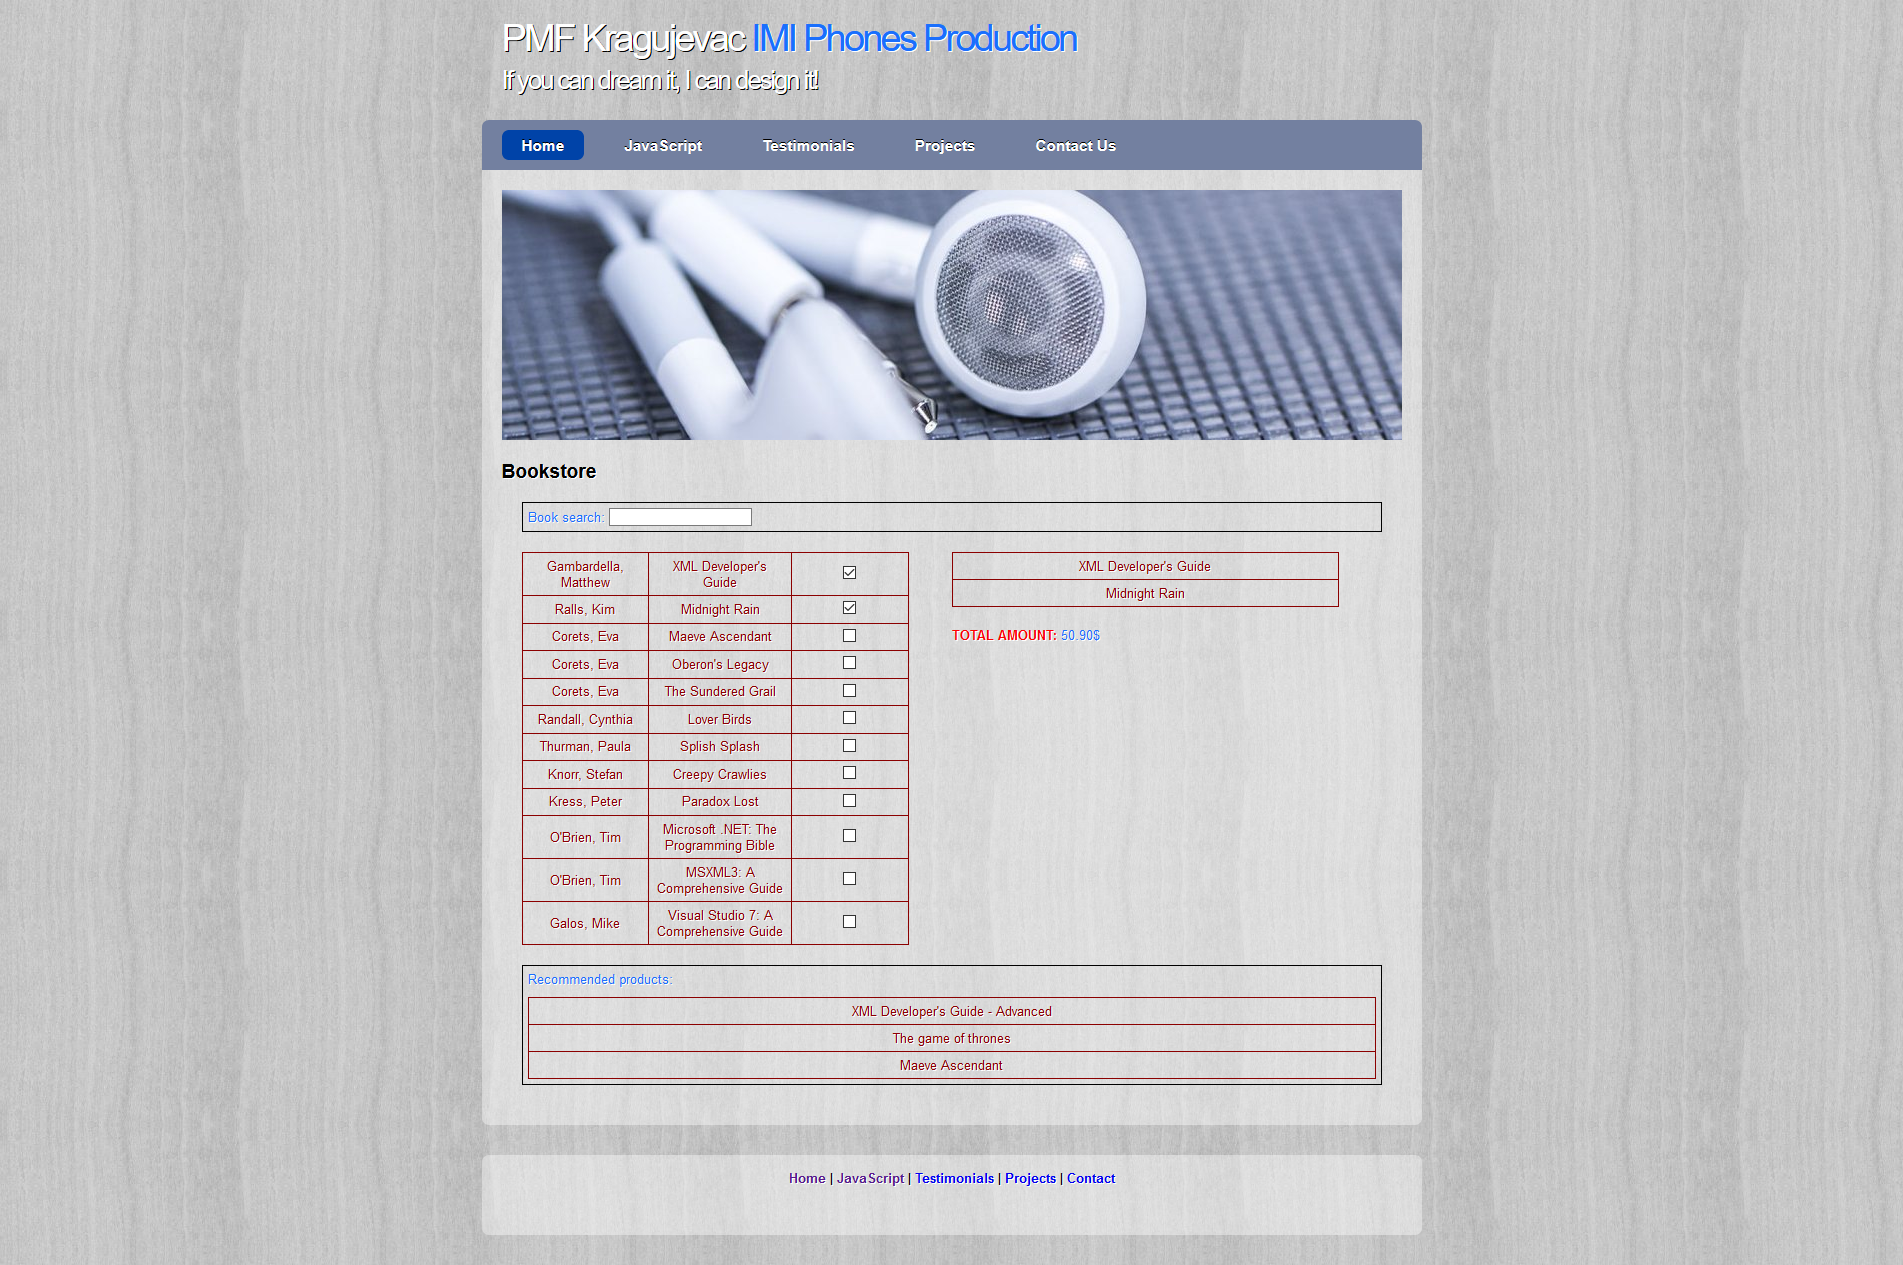 PMF Kragujevac IMI Phones Production
If you can dream it, I can design it!
Home JavaScript Testimonials Projects Contact Us
Bookstore
Book search:
Gambardella, Matthew XML Developer's Guide
Ralls, Kim Midnight Rain
Corets, Eva Maeve Ascendant
Corets, Eva Oberon's Legacy
Corets, Eva The Sundered Grail
Randall, Cynthia Lover Birds
Thurman, Paula Splish Splash
Knorr, Stefan Creepy Crawlies
Kress, Peter Paradox Lost
O'Brien, Tim Microsoft .NET: The Programming Bible
O'Brien, Tim MSXML3: A Comprehensive Guide
Galos, Mike Visual Studio 7: A Comprehensive Guide
XML Developer's Guide
Midnight Rain
TOTAL AMOUNT: 50.90$
Recommended products:
XML Developer's Guide - Advanced
The game of thrones
Maeve Ascendant
Home | JavaScript | Testimonials | Projects | Contact